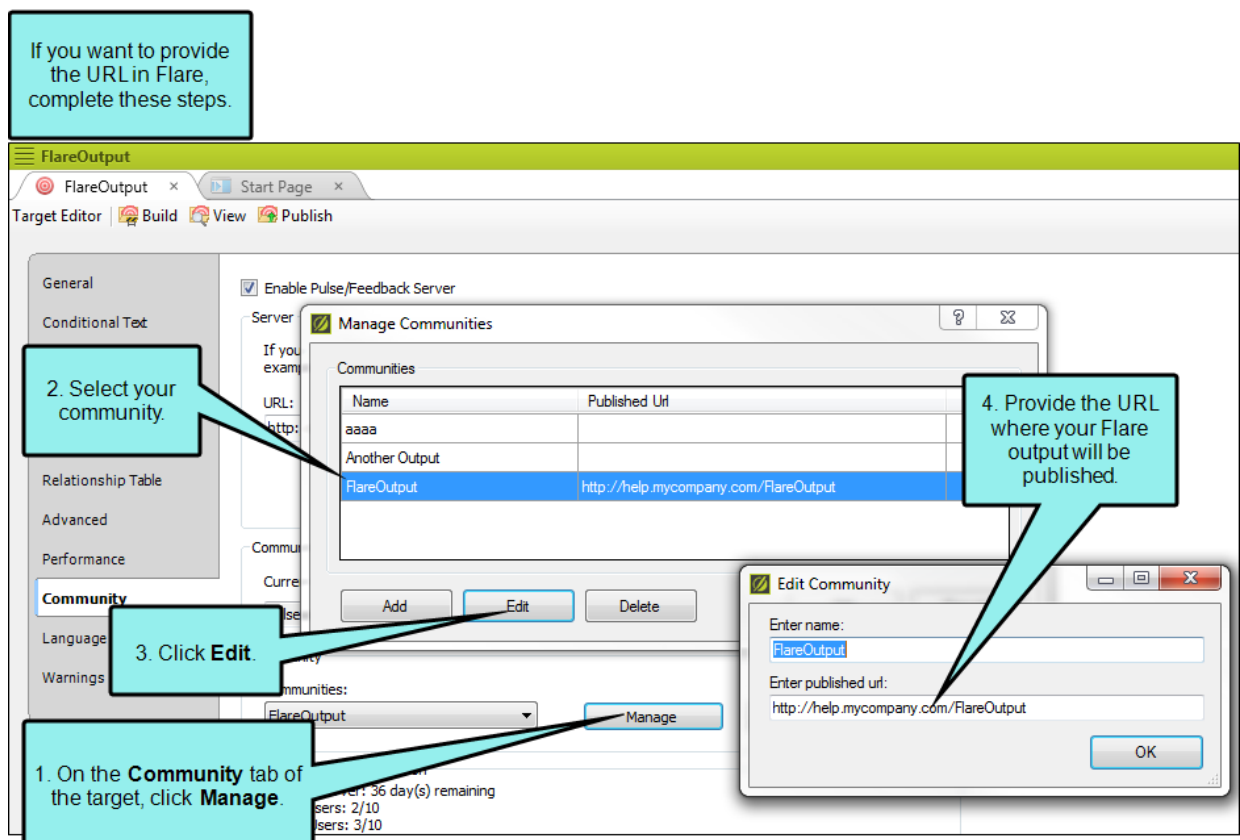 If you want to provide
the URL in Flare,
complete these steps.
FlareOutput
FlareOutput
Start Page
Target Editor
Build
View
Publish
General
Conditional Text
Relationship Table
Advanced
Performance
Community
Language
Warnings
Enable Pulse/Feedback Server
Server
If you
URL:
http:
Manage Communities
Communities
Name
Published Url
aaaa
Another Output
FlareOutput
http://help.mycompany.com/FlareOutput
Add
Edit
Delete
2. Select your
community.
3. Click Edit.
4. Provide the URL
where your Flare
output will be
published.
Edit Community
Enter name:
FlareOutput
Enter published url:
http://help.mycompany.com/FlareOutput
OK
FlareOutput
Manage
1. On the Community tab of
the target, click Manage.
36 day(s) remaining
2/10
3/10